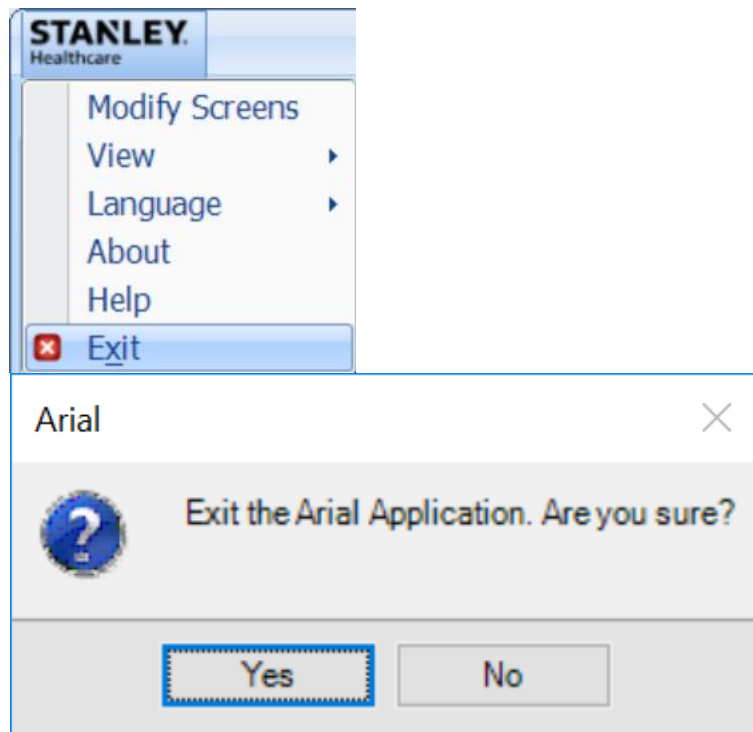 STANLEY.
Healthcare
Modify Screens
View
Language
About
Help
Exit
Arial
Exit the Arial Application. Are you sure?
Yes
No